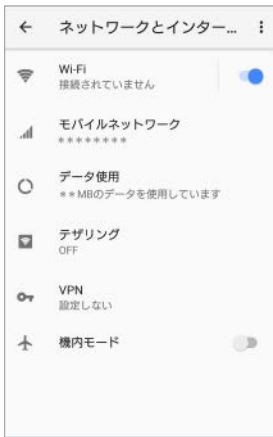 ネットワークとインター...
Wi-Fi
接続されていません
モバイルネットワーク
********
データ使用
**MBのデータを使用しています
テザリング
OFF
VPN
設定しない
機内モード